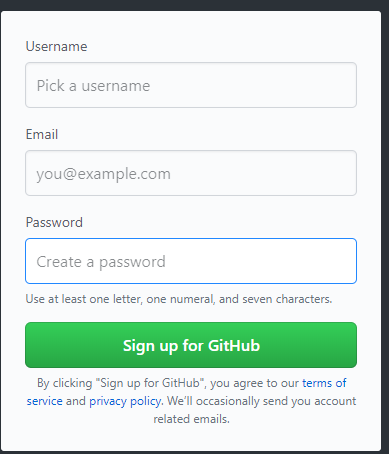 Username
Pick a username
Email
you@example.com
Password
Create a password
Use at least one letter, one numeral, and seven characters.
Sign up for GitHub
By clicking "Sign up for GitHub", you agree to our terms of
service and privacy policy. We'll occasionally send you account
related emails.